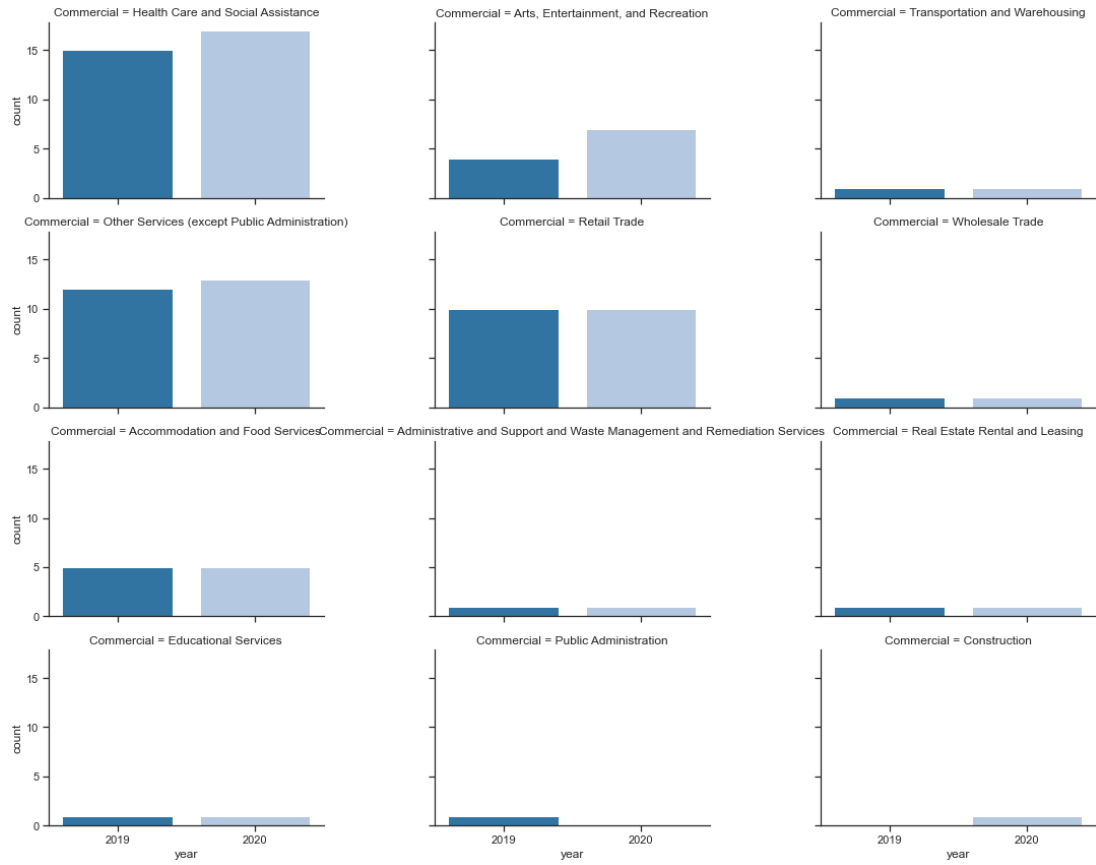 Commercial = Health Care and Social Assistance
Commercial = Arts, Entertainment, and Recreation
Commercial = Transportation and Warehousing
15
10
5
0
count
Commercial = Other Services (except Public Administration)
Commercial = Retail Trade
Commercial = Wholesale Trade
15
10
5
0
count
Commercial = Accommodation and Food Services
Commercial = Administrative and Support and Waste Management and Remediation Services
Commercial = Real Estate Rental and Leasing
15
10
5
0
count
Commercial = Educational Services
Commercial = Public Administration
Commercial = Construction
15
10
5
0
count
2019 2020
year
2019 2020
year
2019 2020
year